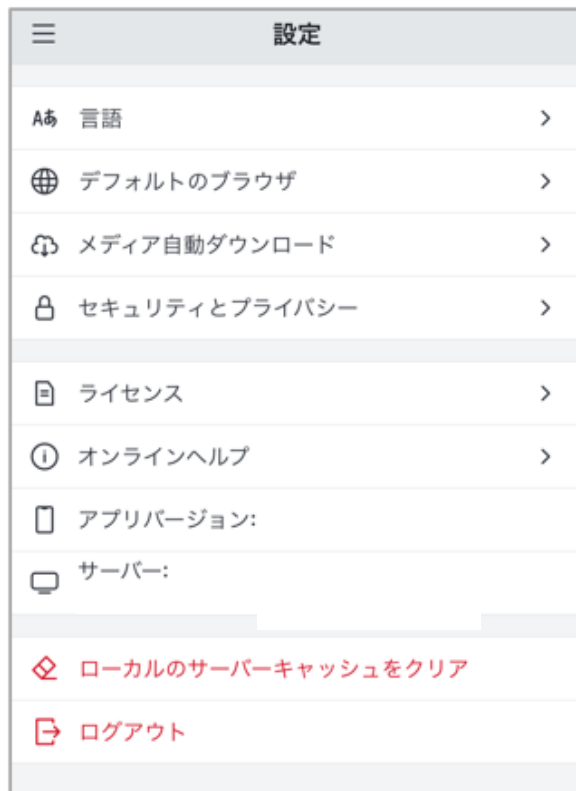 設定
Aあ 言語
デフォルトのブラウザ
メディア自動ダウンロード
セキュリティとプライバシー
ライセンス
オンラインヘルプ
アプリバージョン:
サーバー:
ローカルのサーバーキャッシュをクリア
ログアウト